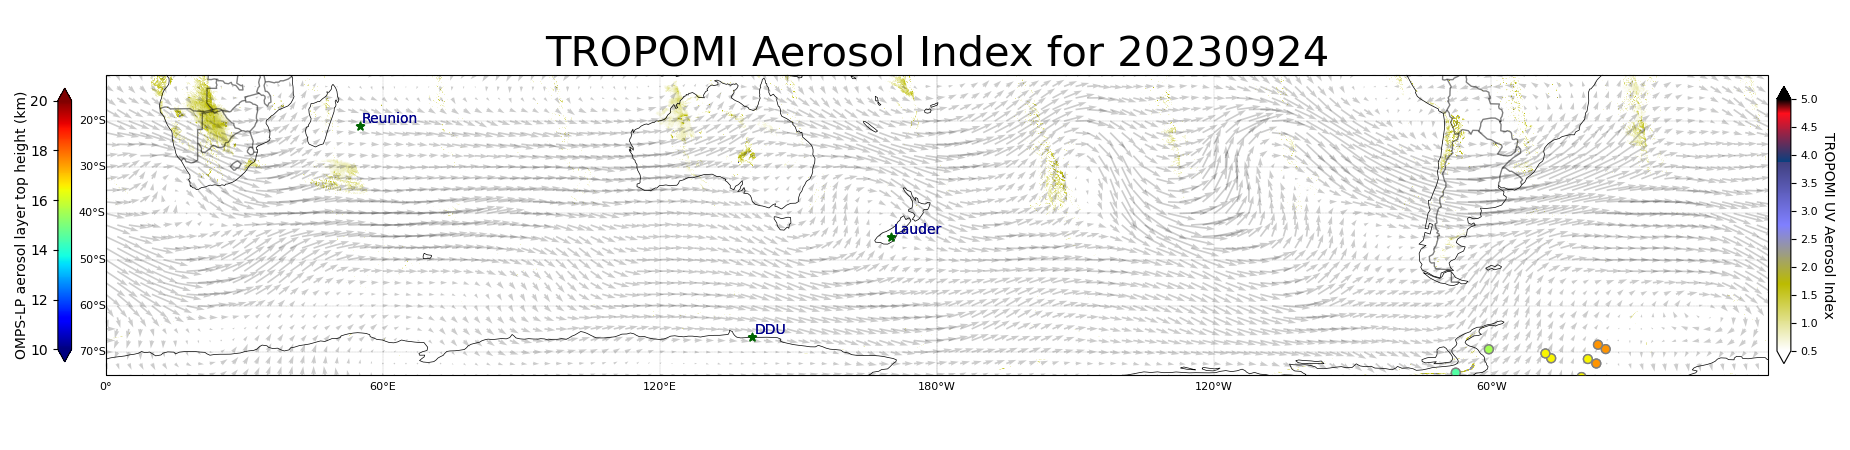 TROPOMI Aerosol Index for 20230924
OMPS-LP aerosol layer top height (km)
20
18
16
14
12
10
20°S
30°S
40°S
50°S
60°S
70°S
Reunion
Lauder
DDU
0°
60°E
120°E
180°W
120°W
60°W
5.0
4.5
4.0
3.5
3.0
2.5
2.0
1.5
1.0
0.5
TROPOMI UV Aerosol Index